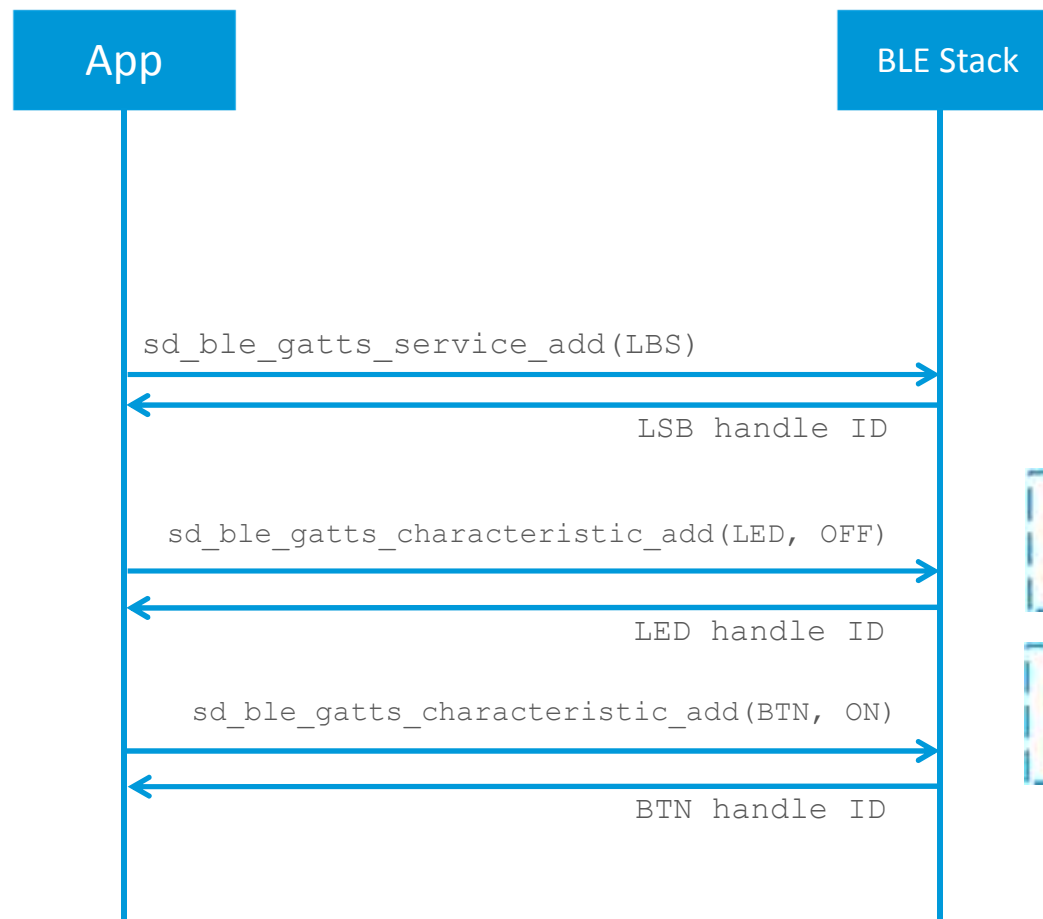 App
BLE Stack
sd_ble_gatts_service_add(LBS)
LSB handle ID
sd_ble_gatts_characteristic_add(LED, OFF)
LED handle ID
sd_ble_gatts_characteristic_add(BTN, ON)
BTN handle ID